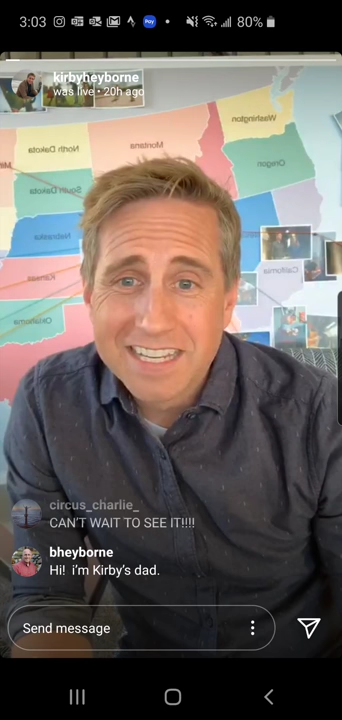 3:03
Pay
80%
kirbyheyborne
was live • 20h ago
Washington
North Dakota
Montana
Oregon
South Dakota
Nebraska
California
Kansas
Oklahoma
circus_charlie_
CAN'T WAIT TO SEE IT!!!!
bheyborne
Hi! i'm Kirby's dad.
Send message